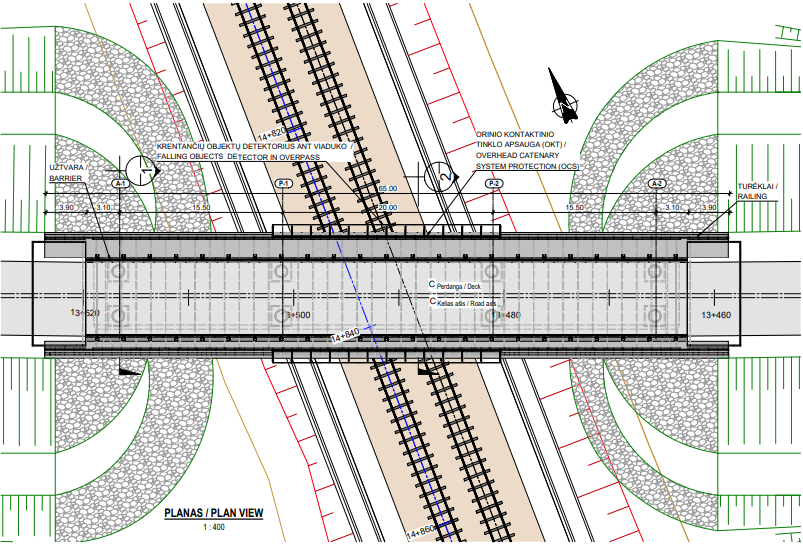 14+820
KRENTANČIŲ OBJEKTŲ DETEKTORIUS ANT VIADUKO /
FALLING OBJECTS DETECTOR IN OVERPASS
ORINIO KONTAKTINIO
TINKLO APSAUGA (OKT) /
OVERHEAD CATENARY
SYSTEM PROTECTION (OCS)
UŽTVARA
BARRIER
TURĖKLAI /
RAILING
1
2
A-1
P-1
P-2
A-2
65.00
3.90
3.10
15.50
20.00
15.50
3.10
3.90
C Perdanga / Deck
C Kelias ašis / Road axes
13+520
13+500
13+480
13+460
14+840
PLANAS / PLAN VIEW
1 : 400
14+860